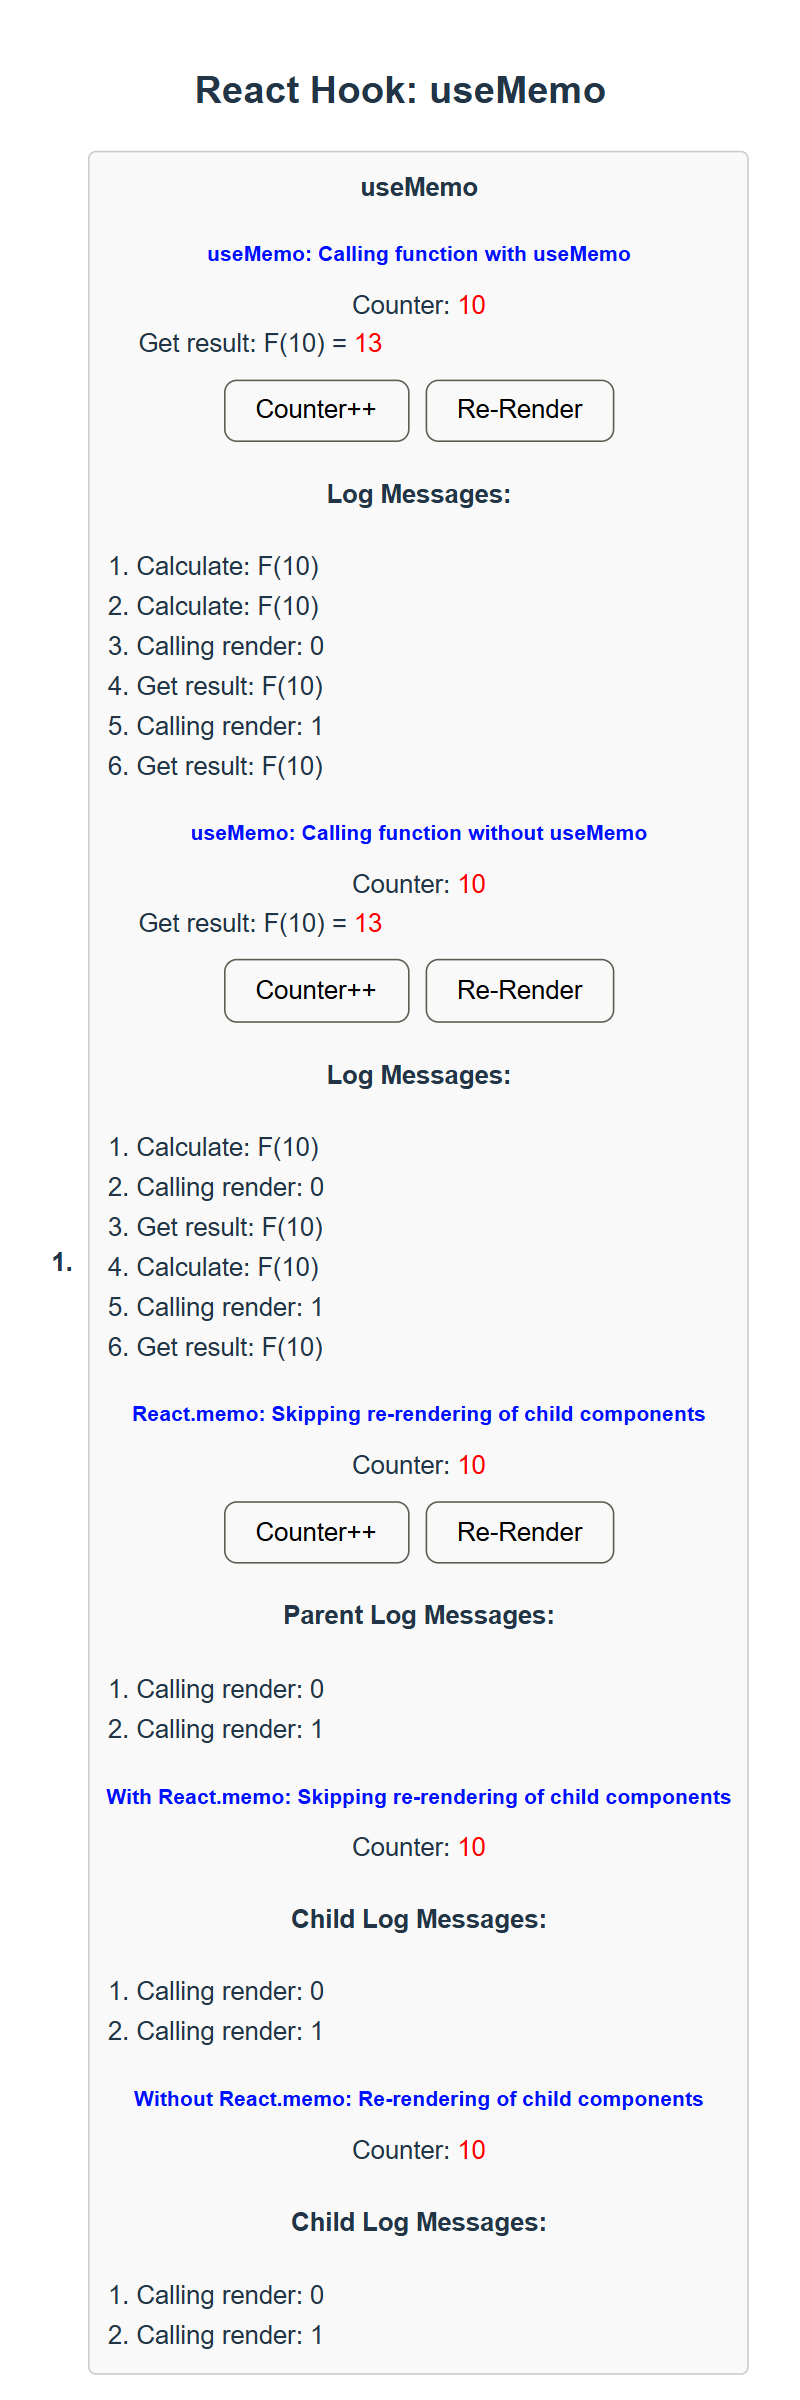 React Hook: useMemo
1.
useMemo
useMemo: Calling function with useMemo
Counter: 10
Get result: F(10) = 13
Counter++ Re-Render
Log Messages:
1. Calculate: F(10)
2. Calculate: F(10)
3. Calling render: 0
4. Get result: F(10)
5. Calling render: 1
6. Get result: F(10)
useMemo: Calling function without useMemo
Counter: 10
Get result: F(10) = 13
Counter++ Re-Render
Log Messages:
1. Calculate: F(10)
2. Calling render: 0
3. Get result: F(10)
4. Calculate: F(10)
5. Calling render: 1
6. Get result: F(10)
React.memo: Skipping re-rendering of child components
Counter: 10
Counter++ Re-Render
Parent Log Messages:
1. Calling render: 0
2. Calling render: 1
With React.memo: Skipping re-rendering of child components
Counter: 10
Child Log Messages:
1. Calling render: 0
2. Calling render: 1
Without React.memo: Re-rendering of child components
Counter: 10
Child Log Messages:
1. Calling render: 0
2. Calling render: 1